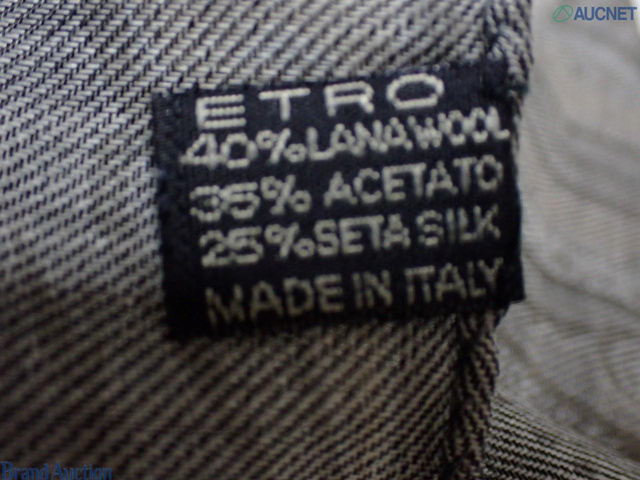 AUCNET
ETRO
40% LANA WOOL
35% ACETATO
25% SETA SILK
MADE IN ITALY
Brand Auction